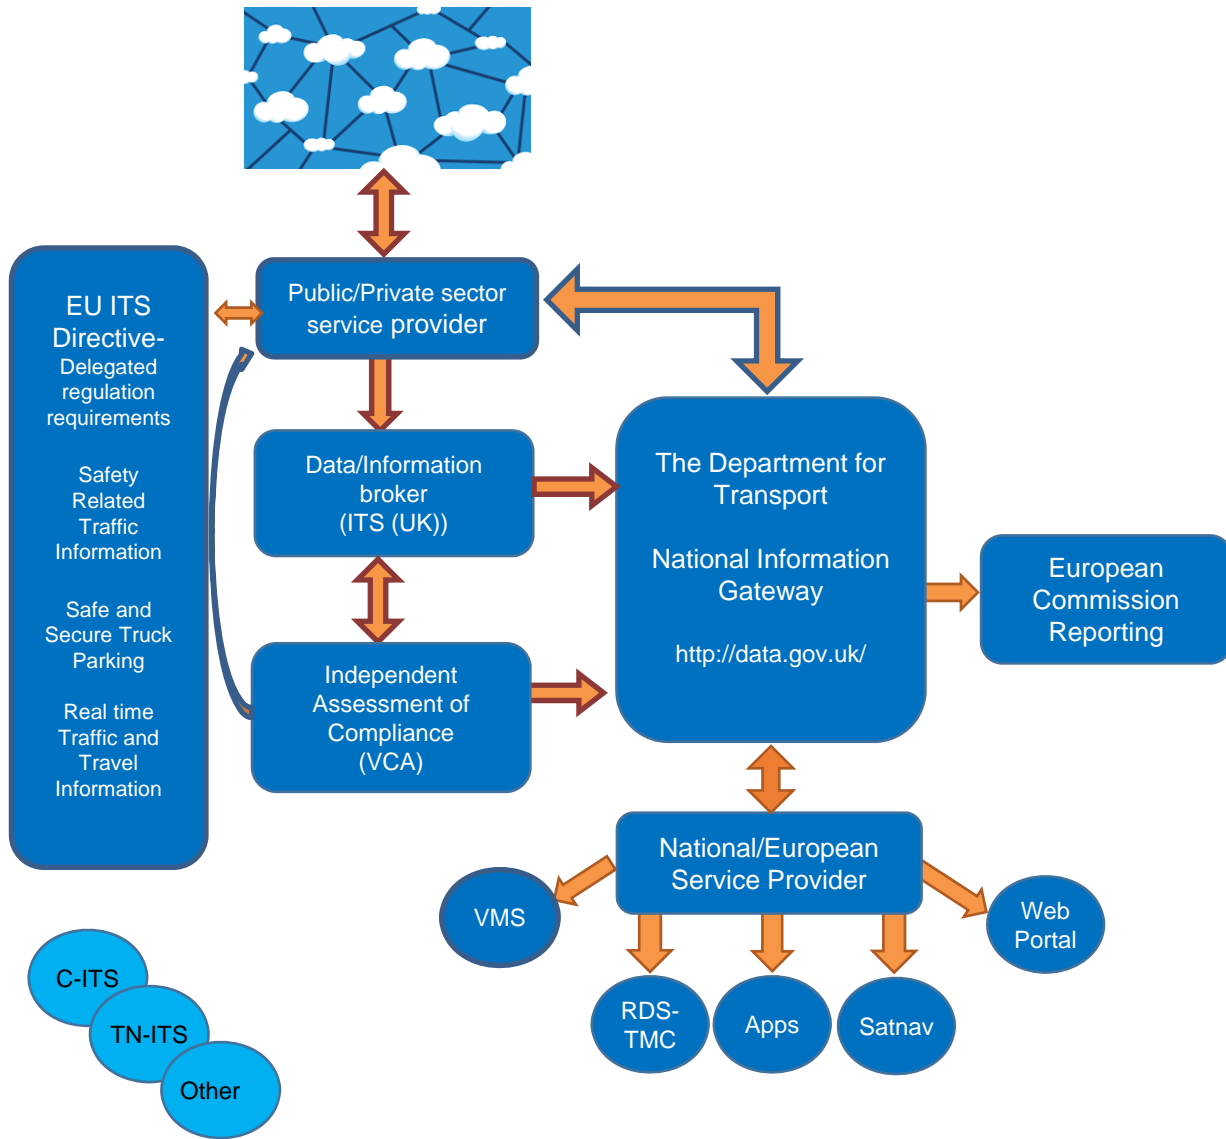 EU ITS
Directive-
Delegated
regulation
requirements
Safety
Related
Traffic
Information
Safe and
Secure Truck
Parking
Real time
Traffic and
Travel
Information
Public/Private sector
service provider
Data/Information
broker
(ITS (UK))
Independent
Assessment of
Compliance
(VCA)
The Department for
Transport
National Information
Gateway
http://data.gov.uk/
European
Commission
Reporting
National/European
Service Provider
VMS
RDS-
TMC
Apps
Satnav
Web
Portal
C-ITS
TN-ITS
Other